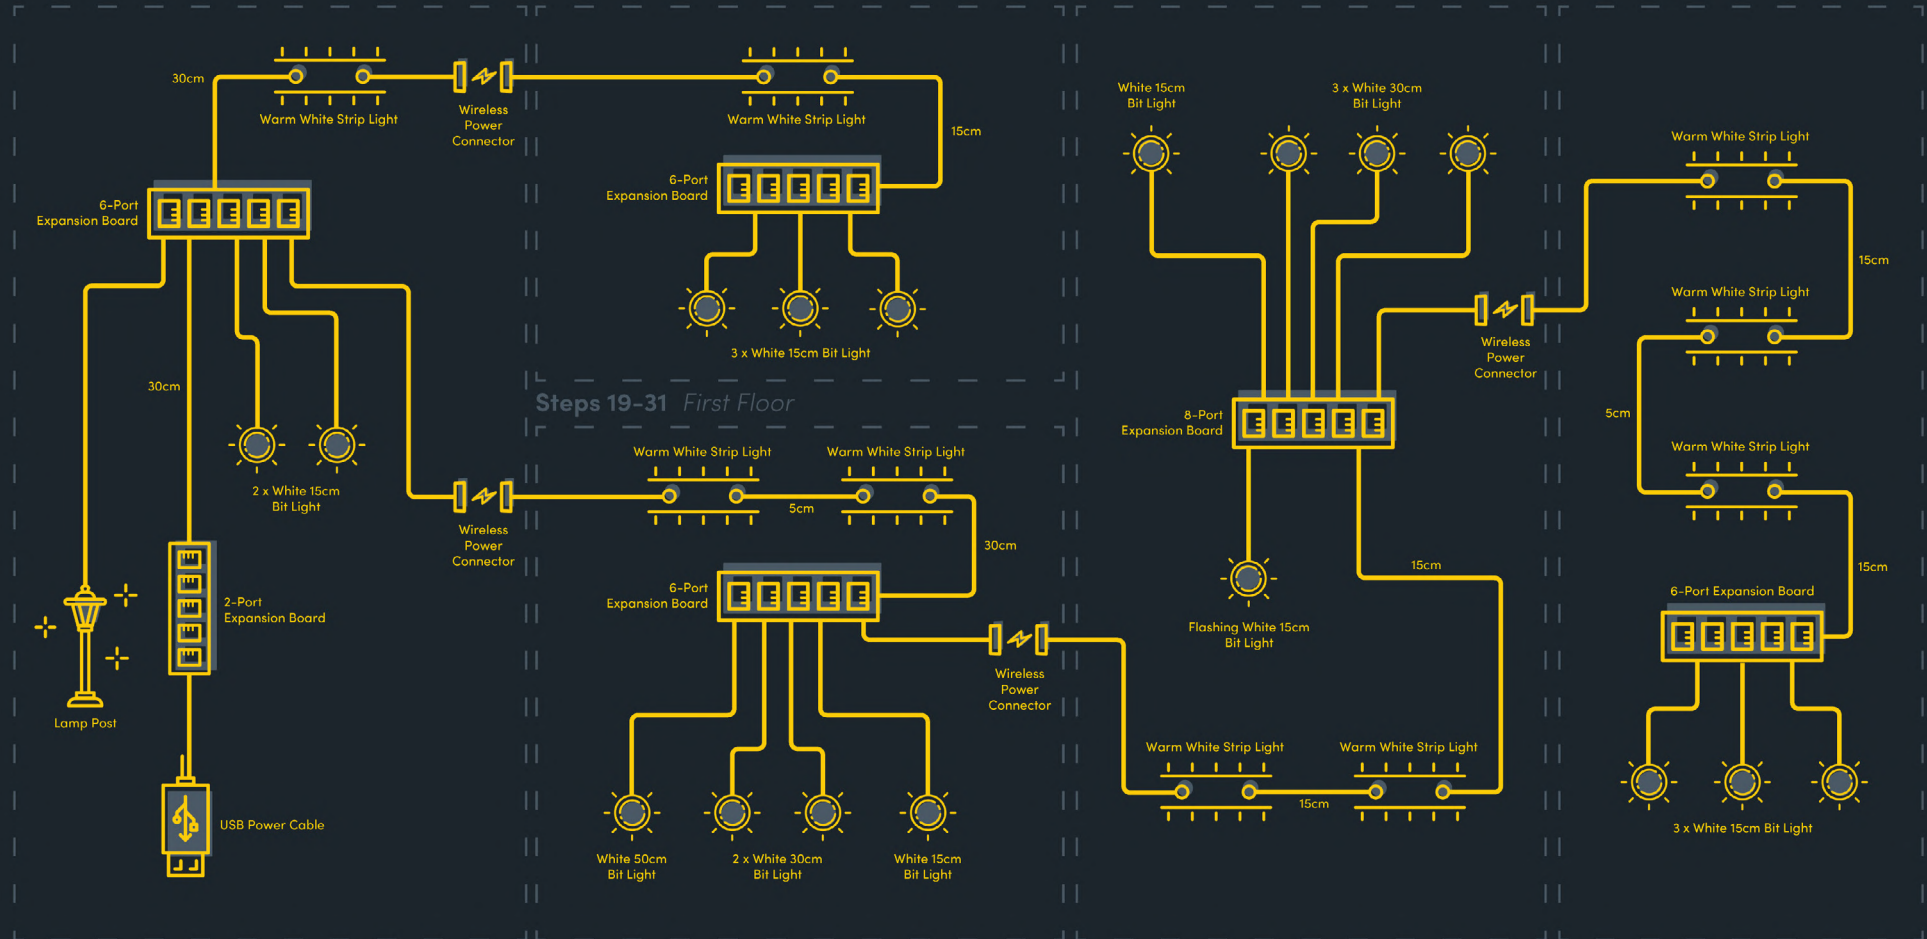 30cm
Warm White Strip Light
Wireless
Power
Connector
6-Port
Expansion Board
30cm
2 x White 15cm
Bit Light
Wireless
Power
Connector
2-Port
Expansion Board
Lamp Post
USB Power Cable
Warm White Strip Light
15cm
6-Port
Expansion Board
3 x White 15cm Bit Light
Steps 19-31 First Floor
Warm White Strip Light
Warm White Strip Light
5cm
30cm
6-Port
Expansion Board
Wireless
Power
Connector
White 50cm
Bit Light
2 x White 30cm
Bit Light
White 15cm
Bit Light
White 15cm
Bit Light
3 x White 30cm
Bit Light
Wireless
Power
Connector
8-Port
Expansion Board
15cm
Flashing White 15cm
Bit Light
Warm White Strip Light
Warm White Strip Light
15cm
Warm White Strip Light
15cm
Warm White Strip Light
5cm
Warm White Strip Light
15cm
6-Port Expansion Board
3 x White 15cm Bit Light